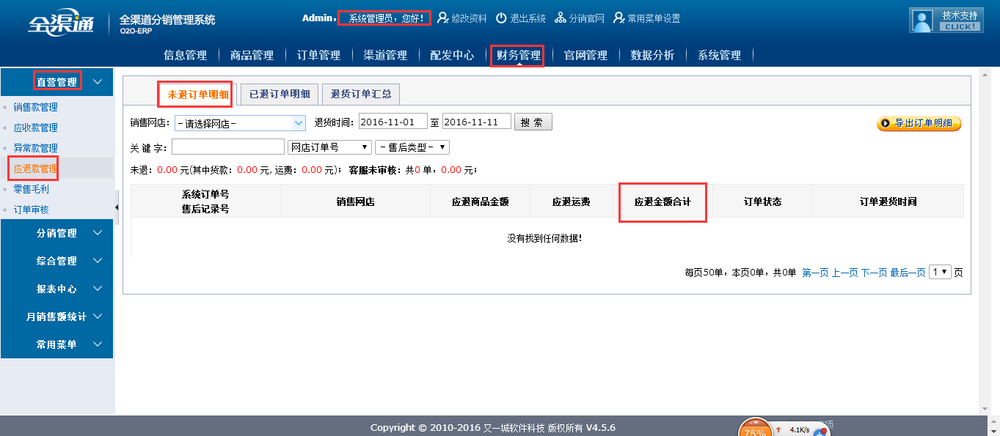 全渠通 全渠道分销管理系统
O2O-ERP
Admin, 系统管理员，您好! 修改资料 退出系统 分销官网 常用菜单设置
技术支持
CLICK!
信息管理 商品管理 订单管理 渠道管理 配发中心 财务管理 官网管理 数据分析 系统管理
直营管理
销售款管理
应收款管理
异常款管理
应退款管理
零售毛利
订单审核
分销管理
综合管理
报表中心
月销售额统计
常用菜单
未退订单明细 已退订单明细 退货订单汇总
销售网店: -请选择网店- 退货时间: 2016-11-01 至 2016-11-11 搜 索 导出订单明细
关 键 字: 网店订单号 -售后类型-
未退: 0.00 元(其中货款: 0.00 元, 运费: 0.00 元); 客服未审核: 共0 单, 0.00 元;
系统订单号
售后记录号
销售网店 应退商品金额 应退运费 应退金额合计 订单状态 订单退货时间
没有找到任何数据!
每页50单，本页0单，共0单 第一页 上一页 下一页 最后一页 1 页
Copyright © 2010-2016 又一城软件科技 版权所有 V4.5.6
75% 4.1K/s